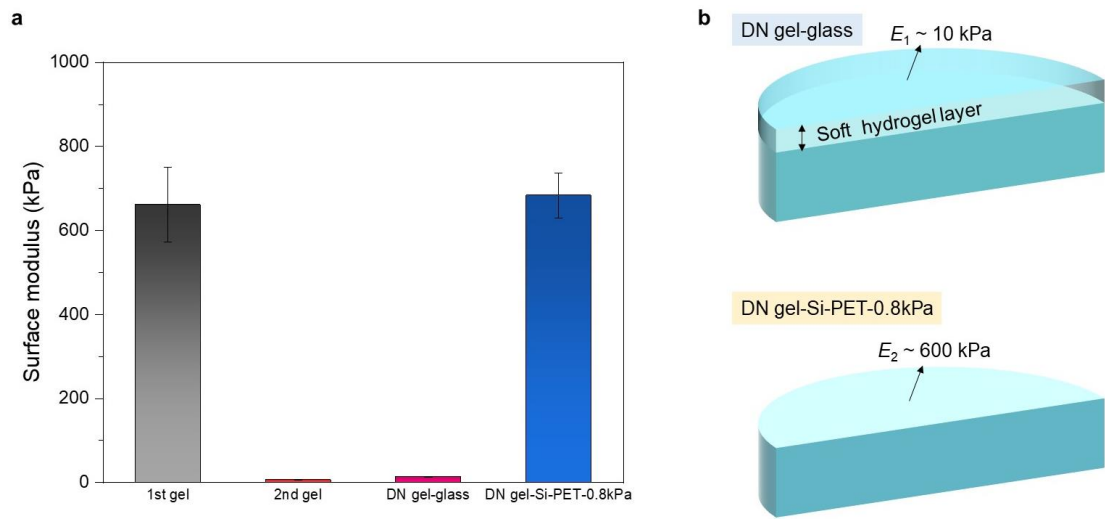 a
Surface modulus (kPa)
1000
800
600
400
200
0
1st gel
2nd gel
DN gel-glass
DN gel-Si-PET-0.8kPa
b
DN gel-glass
E1 ~ 10 kPa
Soft hydrogel layer
DN gel-Si-PET-0.8kPa
E2 ~ 600 kPa